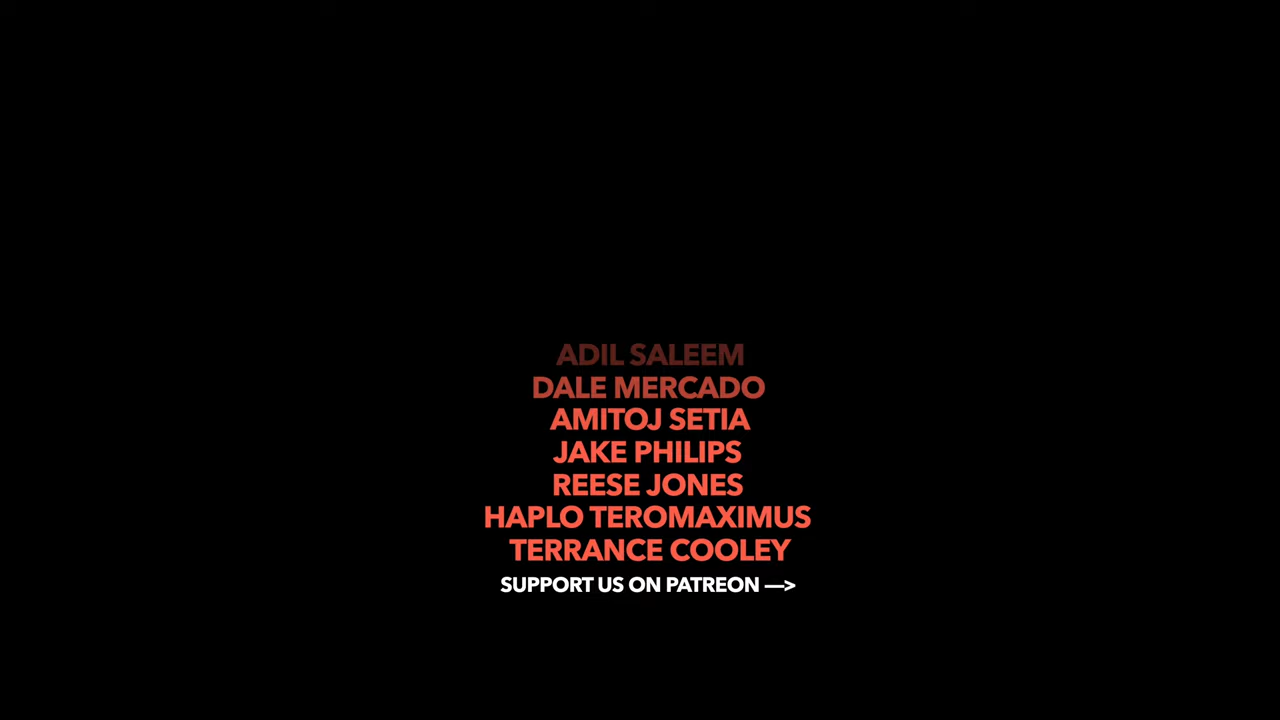 ADIL SALEEM
DALE MERCADO
AMITOJ SETIA
JAKE PHILIPS
REESE JONES
HAPLO TEROMAXIMUS
TERRANCE COOLEY
SUPPORT US ON PATREON —>